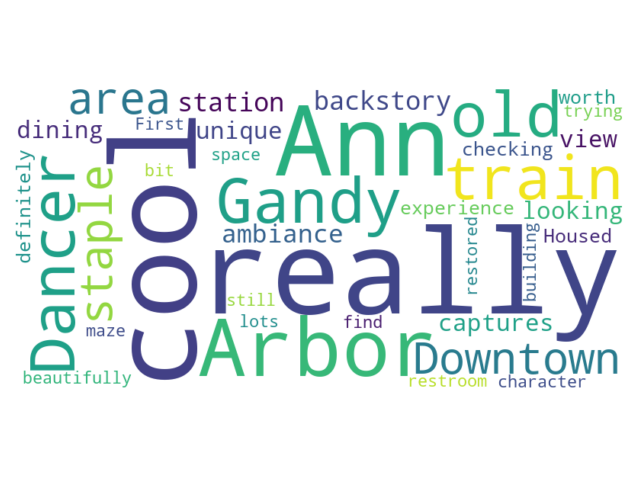 area
station
backstory
worth
trying
dining
First
unique
Ann
old
checking
view
cool
definitely
Dancer
staple
bit
space
Gandy
train
experience
looking
ambiance
restored
building
Housed
really
still
maze
lots
find
captures
Arbor
Downtown
beautifully
restroom
character